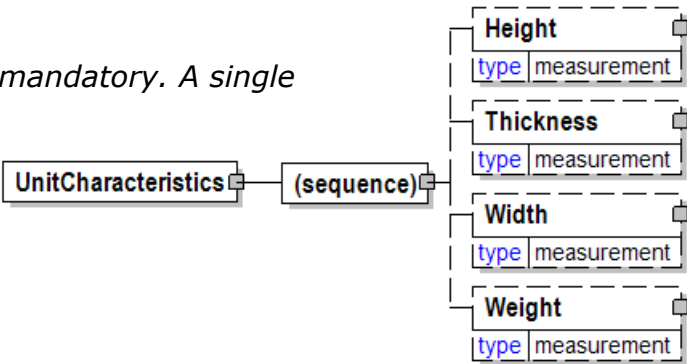 Height
type measurement
mandatory. A single
Thickness
type measurement
UnitCharacteristics (sequence)
Width
type measurement
Weight
type measurement